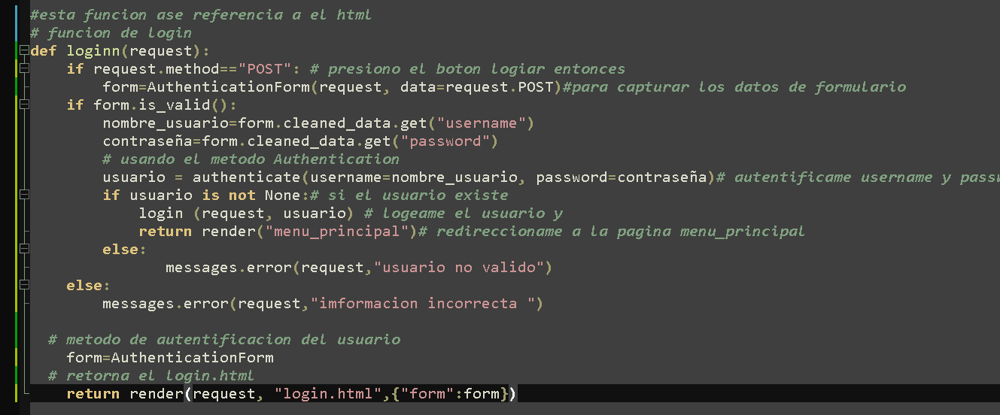 #esta funcion ase referencia a el html
# funcion de login
def loginn(request):
    if request.method=="POST": # presiono el boton logiar entonces
        form=AuthenticationForm(request, data=request.POST)#para capturar los datos de formulario
    if form.is_valid():
        nombre_usuario=form.cleaned_data.get("username")
        contraseña=form.cleaned_data.get("password")
        # usando el metodo Authentication
        usuario = authenticate(username=nombre_usuario, password=contraseña)# autentificame username y passw
        if usuario is not None:# si el usuario existe
            login (request, usuario) # logeame el usuario y
            return render("menu_principal")# redireccioname a la pagina menu_principal
        else:
               messages.error(request,"usuario no valido")
    else:
        messages.error(request,"imformacion incorrecta ")
  # metodo de autentificacion del usuario
    form=AuthenticationForm
  # retorna el login.html
    return render(request, "login.html",{"form":form})